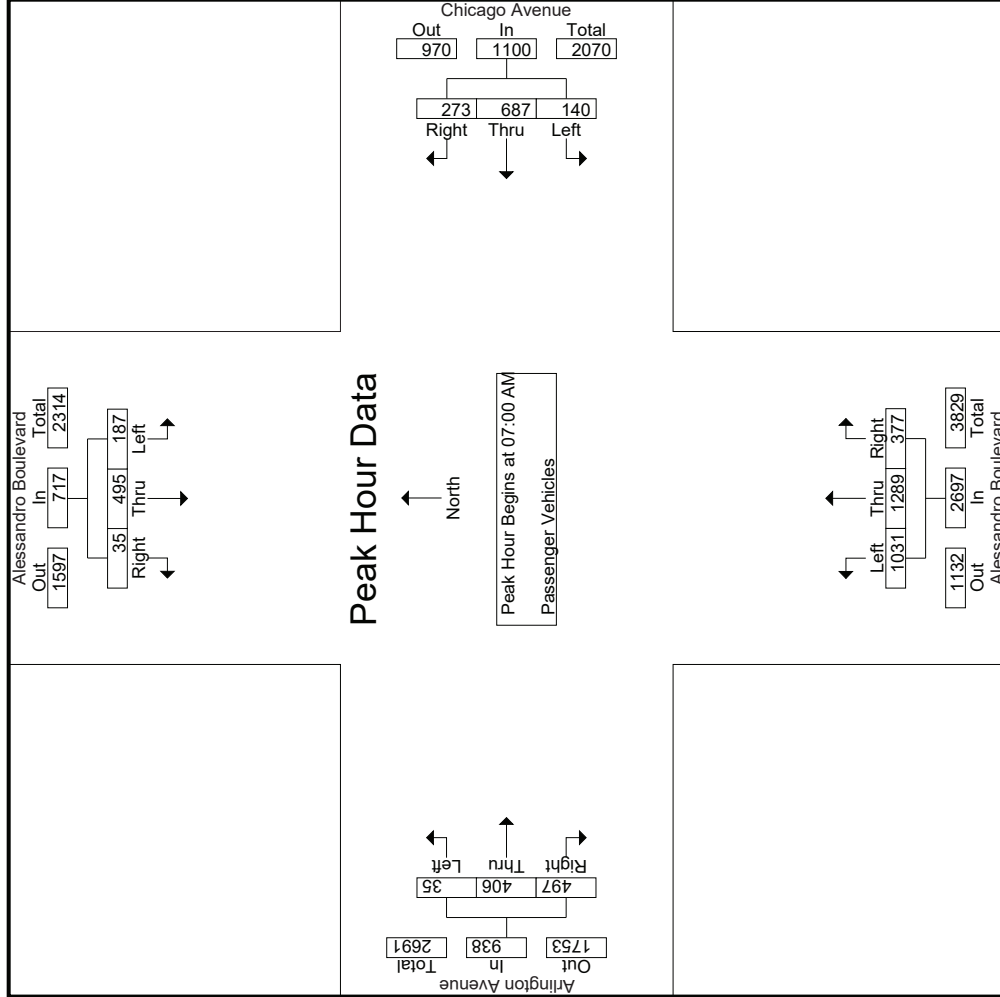 Chicago Avenue
Out In Total
970 1100 2070
273 687 140
Right Thru Left
Alessandro Boulevard
Out In Total
1597 717 2314
35 495 187
Right Thru Left
Peak Hour Data
North
Peak Hour Begins at 07:00 AM
Passenger Vehicles
Left Thru Right
1031 1289 377
1132 2697 3829
Out In Total
Alessandro Boulevard
Right Thru Left
497 406 35
1753 938 2691
Out In Total
Arlington Avenue